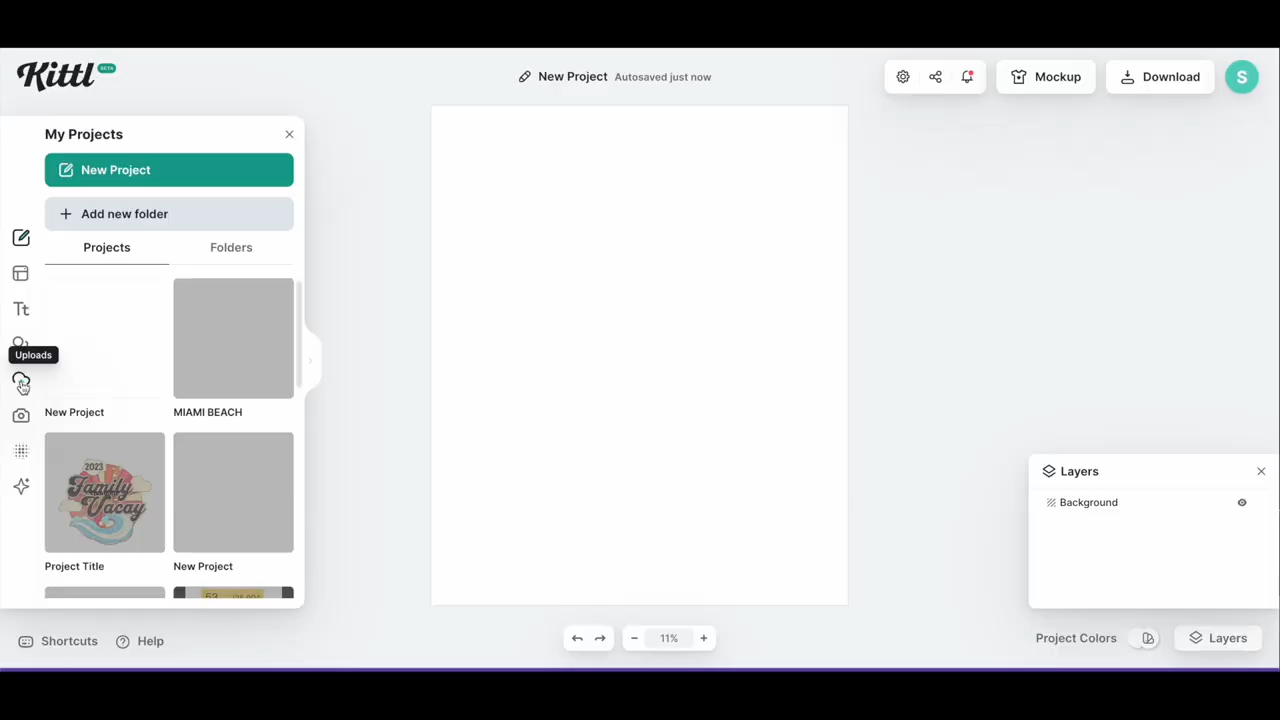 Kittl BETA
New Project Autosaved just now
Mockup
Download
S
My Projects
New Project
Add new folder
Projects
Folders
Tt
Uploads
New Project
MIAMI BEACH
2023
Family
Vacay
Project Title
New Project
Layers
Background
Shortcuts
Help
11%
Project Colors
Layers